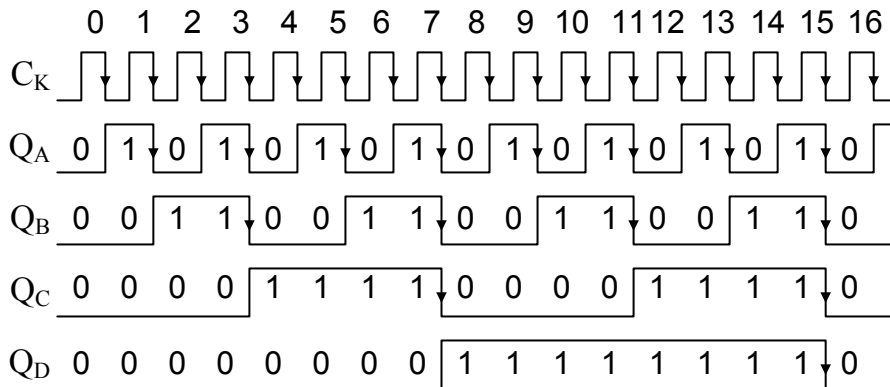 0 1 2 3 4 5 6 7 8 9 10 11 12 13 14 15 16
CK
QA 0 1 0 1 0 1 0 1 0 1 0 1 0 1 0 1 0
QB 0 0 1 1 0 0 1 1 0 0 1 1 0 0 1 1 0
QC 0 0 0 0 1 1 1 1 0 0 0 0 1 1 1 1 0
QD 0 0 0 0 0 0 0 0 1 1 1 1 1 1 1 1 0